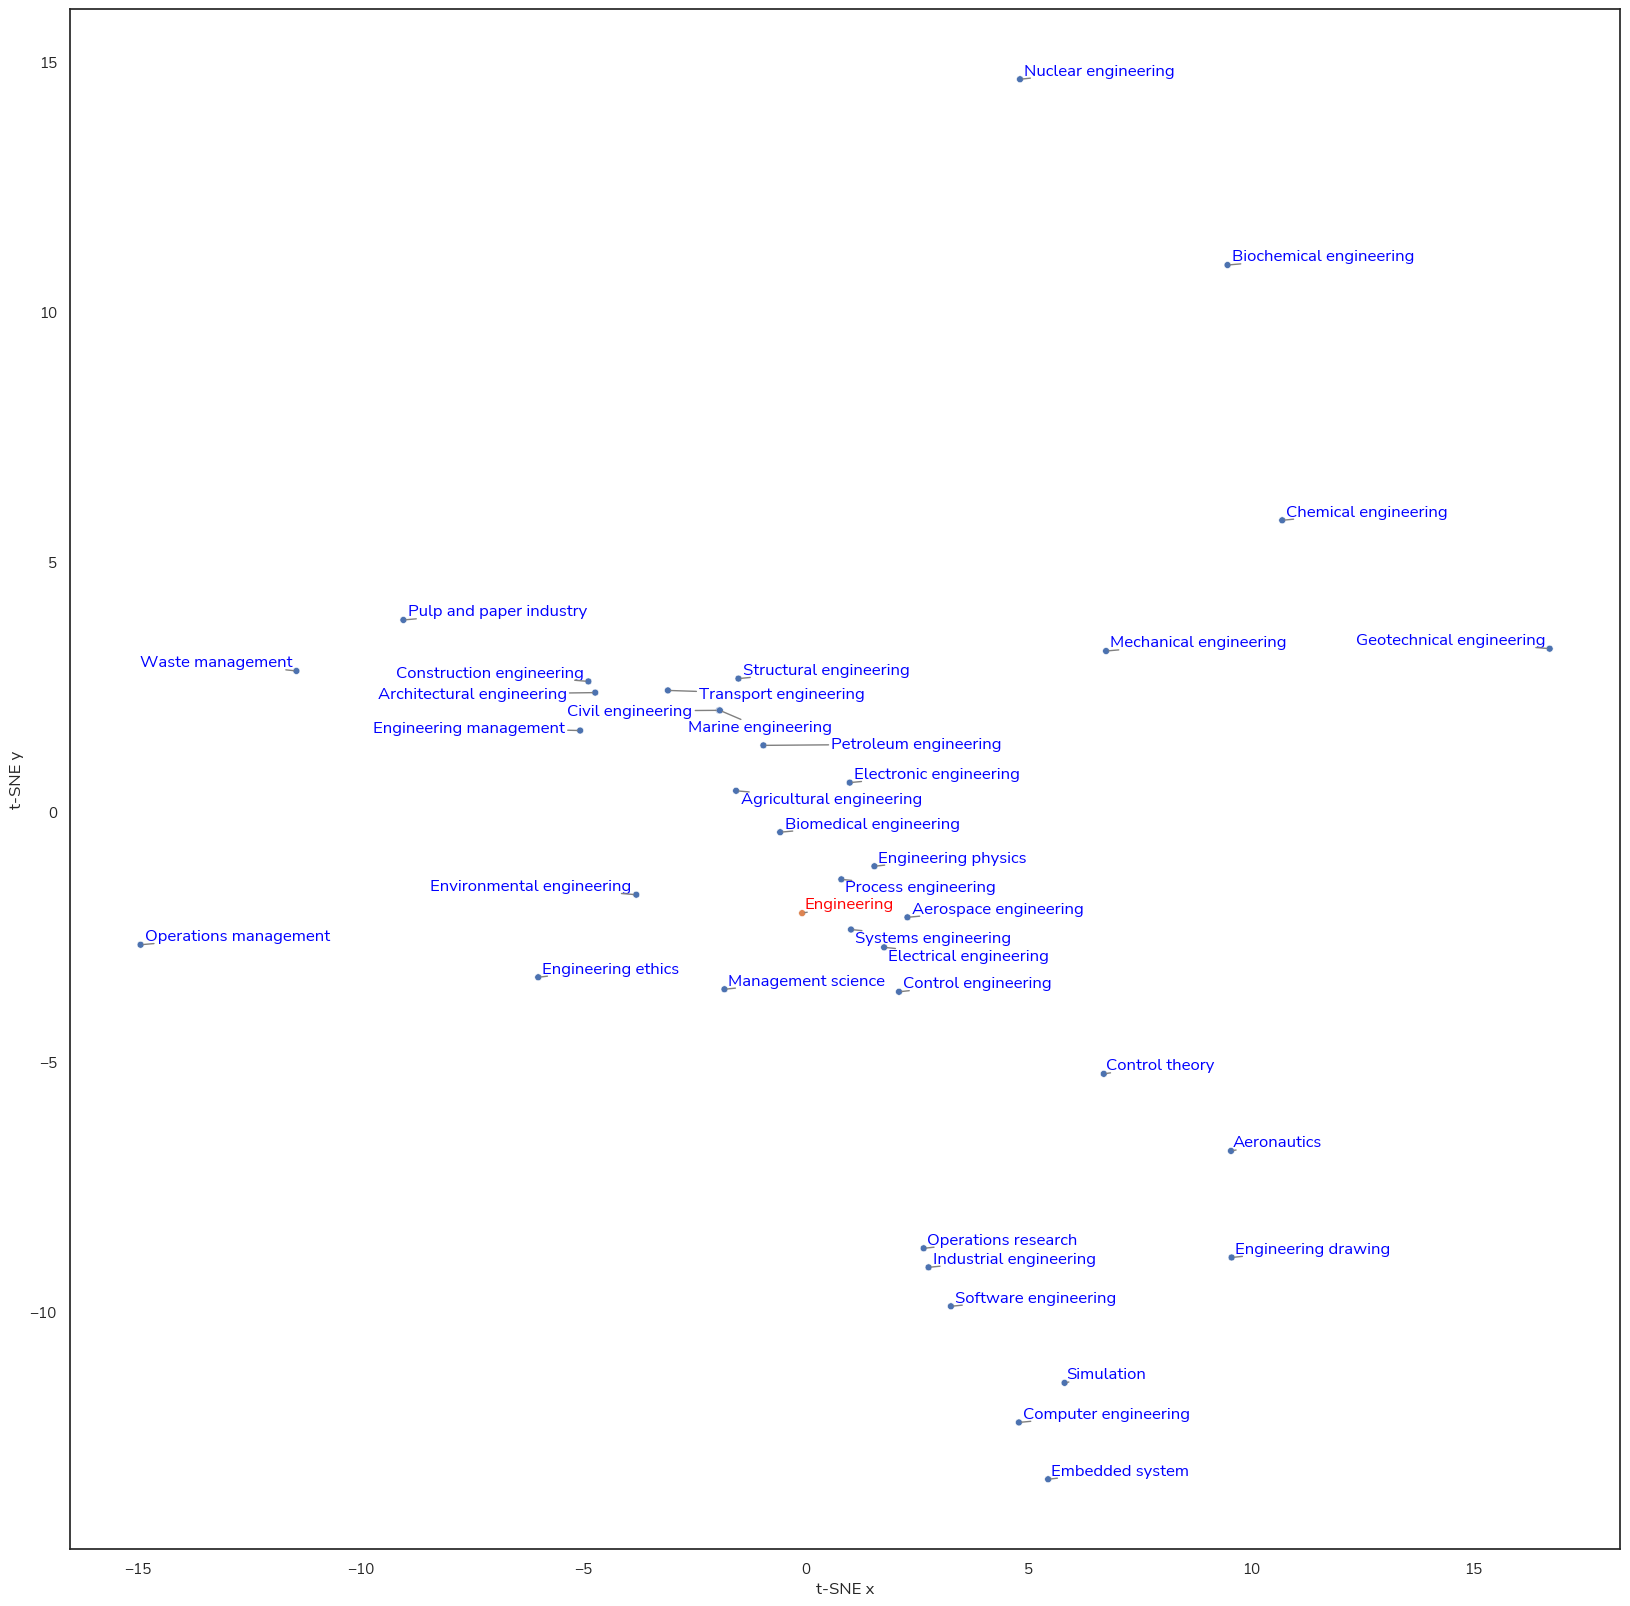 15
Nuclear engineering
Biochemical engineering
10
Chemical engineering
5
Pulp and paper industry
Mechanical engineering
Geotechnical engineering
Waste management
Construction engineering
Structural engineering
Architectural engineering
Transport engineering
Civil engineering
Marine engineering
Engineering management
Petroleum engineering
t-SNE y
Electronic engineering
Agricultural engineering
0
Biomedical engineering
Engineering physics
Environmental engineering
Process engineering
Engineering
Aerospace engineering
Operations management
Systems engineering
Electrical engineering
Engineering ethics
Management science
Control engineering
−5
Control theory
Aeronautics
Operations research
Engineering drawing
Industrial engineering
Software engineering
−10
Simulation
Computer engineering
Embedded system
−15
−10
−5
0
5
10
15
t-SNE x